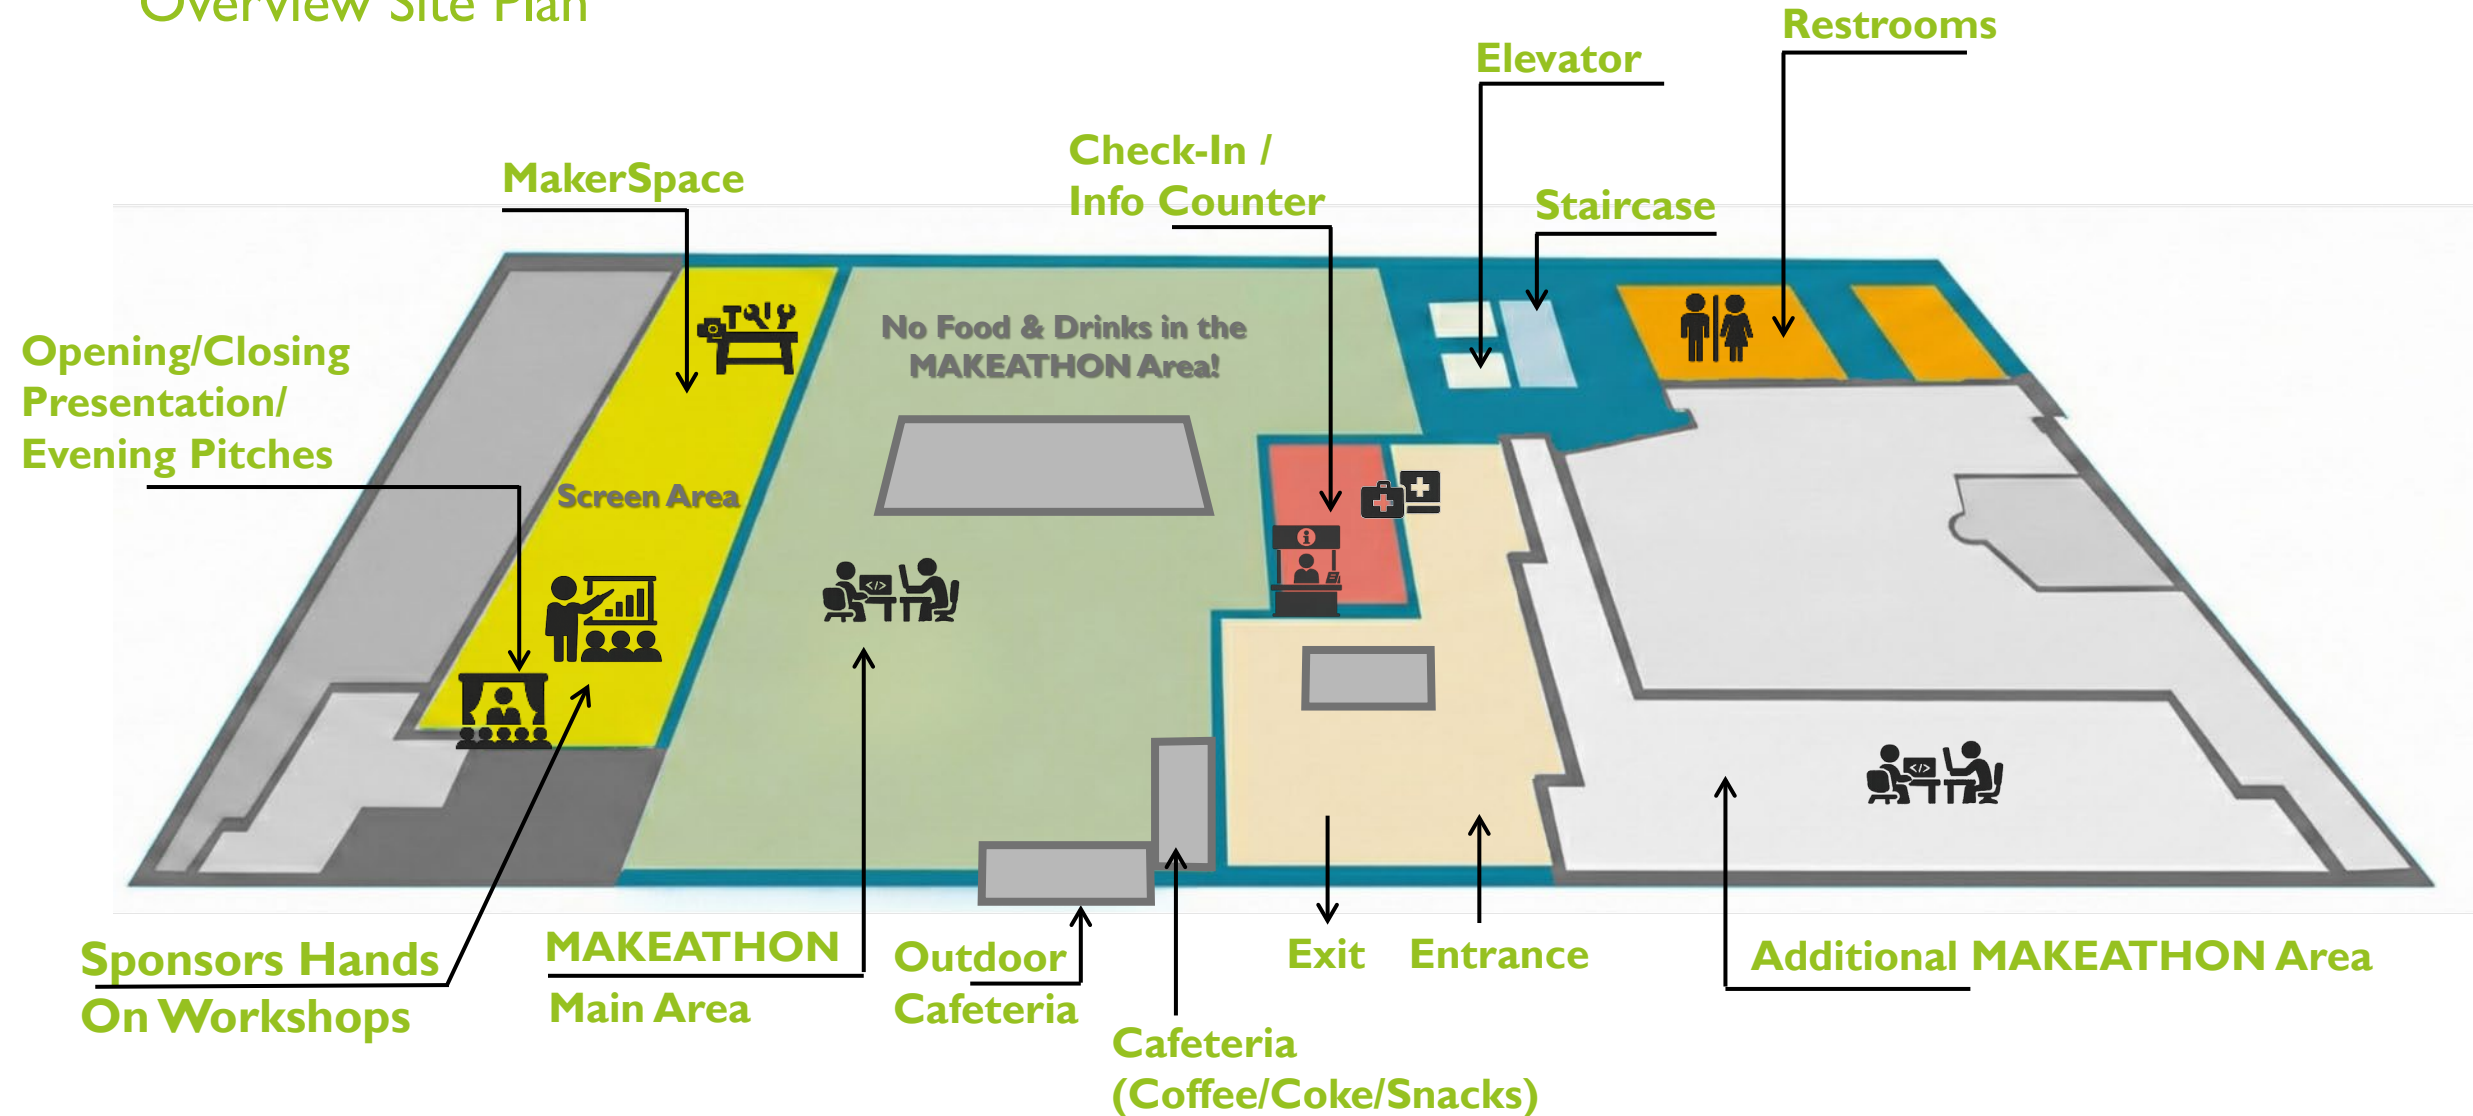 Overview Site Plan
Restrooms
Elevator
Check-In /
Info Counter
MakerSpace
Staircase
No Food & Drinks in the
MAKEATHON Area!
Opening/Closing
Presentation/
Evening Pitches
Screen Area
Sponsors Hands
On Workshops
MAKEATHON
Main Area
Outdoor
Cafeteria
Cafeteria
(Coffee/Coke/Snacks)
Exit
Entrance
Additional MAKEATHON Area